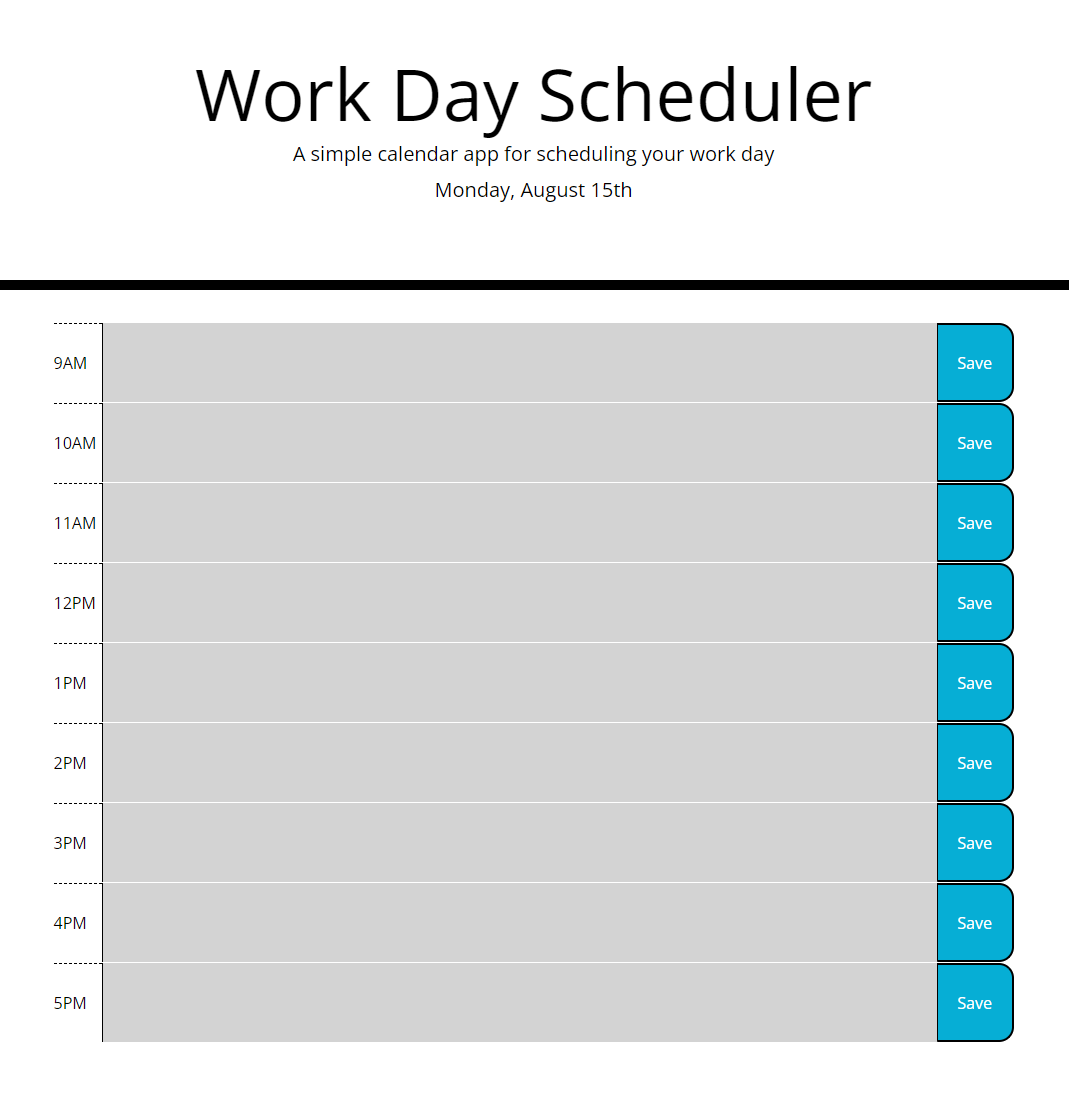 Work Day Scheduler
A simple calendar app for scheduling your work day
Monday, August 15th
9AM Save
10AM Save
11AM Save
12PM Save
1PM Save
2PM Save
3PM Save
4PM Save
5PM Save